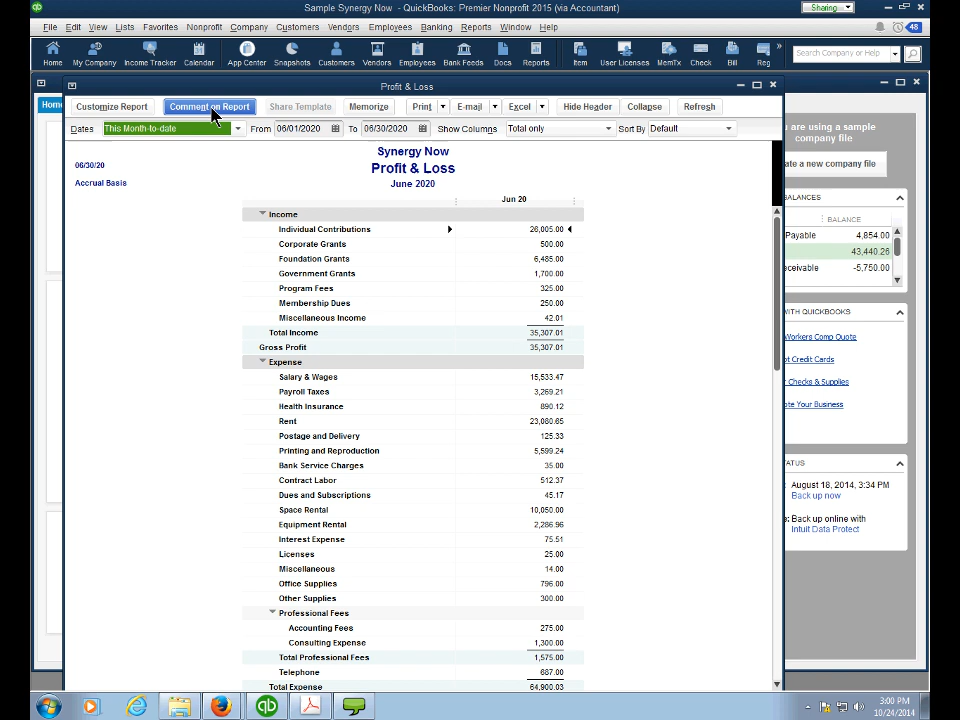 Sample Synergy Now - QuickBooks: Premier Nonprofit 2015 (via Accountant)
Sharing
File Edit View Lists Favorites Nonprofit Company Customers Vendors Employees Banking Reports Window Help
48
Home My Company Income Tracker Calendar App Center Snapshots Customers Vendors Employees Bank Feeds Docs Reports Item User Licenses MemTx Check Bill Reg
Search Company or Help
Profit & Loss
Home
Customize Report Comment on Report Share Template Memorize Print E-mail Excel Hide Header Collapse Refresh
Dates This Month-to-date From 06/01/2020 To 06/30/2020 Show Columns Total only Sort By Default
are using a sample
company file
ate a new company file
Synergy Now
06/30/20
Profit & Loss
Accrual Basis
June 2020
Jun 20
Income
Individual Contributions 26,005.00
Corporate Grants 500.00
Foundation Grants 6,485.00
Government Grants 1,700.00
Program Fees 325.00
Membership Dues 250.00
Miscellaneous Income 42.01
Total Income 35,307.01
Gross Profit 35,307.01
Expense
Salary & Wages 15,533.47
Payroll Taxes 3,269.21
Health Insurance 890.12
Rent 23,080.65
Postage and Delivery 125.33
Printing and Reproduction 5,599.24
Bank Service Charges 35.00
Contract Labor 512.37
Dues and Subscriptions 45.17
Space Rental 10,050.00
Equipment Rental 2,286.96
Interest Expense 75.51
Licenses 25.00
Miscellaneous 14.00
Office Supplies 796.00
Other Supplies 300.00
Professional Fees
Accounting Fees 275.00
Consulting Expense 1,300.00
Total Professional Fees 1,575.00
Telephone 687.00
Total Expense 64,900.03
BALANCES
BALANCE
Payable 4,854.00
43,440.26
ceivable -5,750.00
WITH QUICKBOOKS
Workers Comp Quote
pt Credit Cards
Checks & Supplies
ote Your Business
TATUS
August 18, 2014, 3:34 PM
Back up now
Back up online with
Intuit Data Protect
3:00 PM
10/24/2014